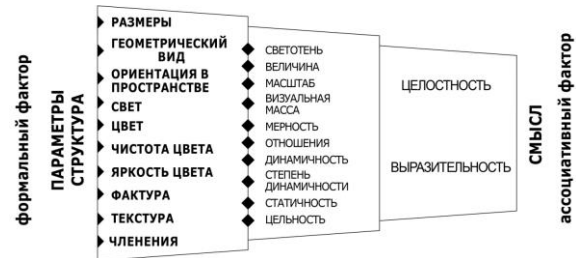 формальный фактор
ПАРАМЕТРЫ
СТРУКТУРА
РАЗМЕРЫ
ГЕОМЕТРИЧЕСКИЙ
ВИД
ОРИЕНТАЦИЯ В
ПРОСТРАНСТВЕ
СВЕТ
ЦВЕТ
ЧИСТОТА ЦВЕТА
ЯРКОСТЬ ЦВЕТА
ФАКТУРА
ТЕКСТУРА
ЧЛЕНЕНИЯ
СВЕТОТЕНЬ
ВЕЛИЧИНА
МАСШТАБ
ВИЗУАЛЬНАЯ
МАССА
МЕРНОСТЬ
ОТНОШЕНИЯ
ДИНАМИЧНОСТЬ
СТЕПЕНЬ
ДИНАМИЧНОСТИ
СТАТИЧНОСТЬ
ЦЕЛЬНОСТЬ
ЦЕЛОСТНОСТЬ
ВЫРАЗИТЕЛЬНОСТЬ
СМЫСЛ
ассоциативный фактор